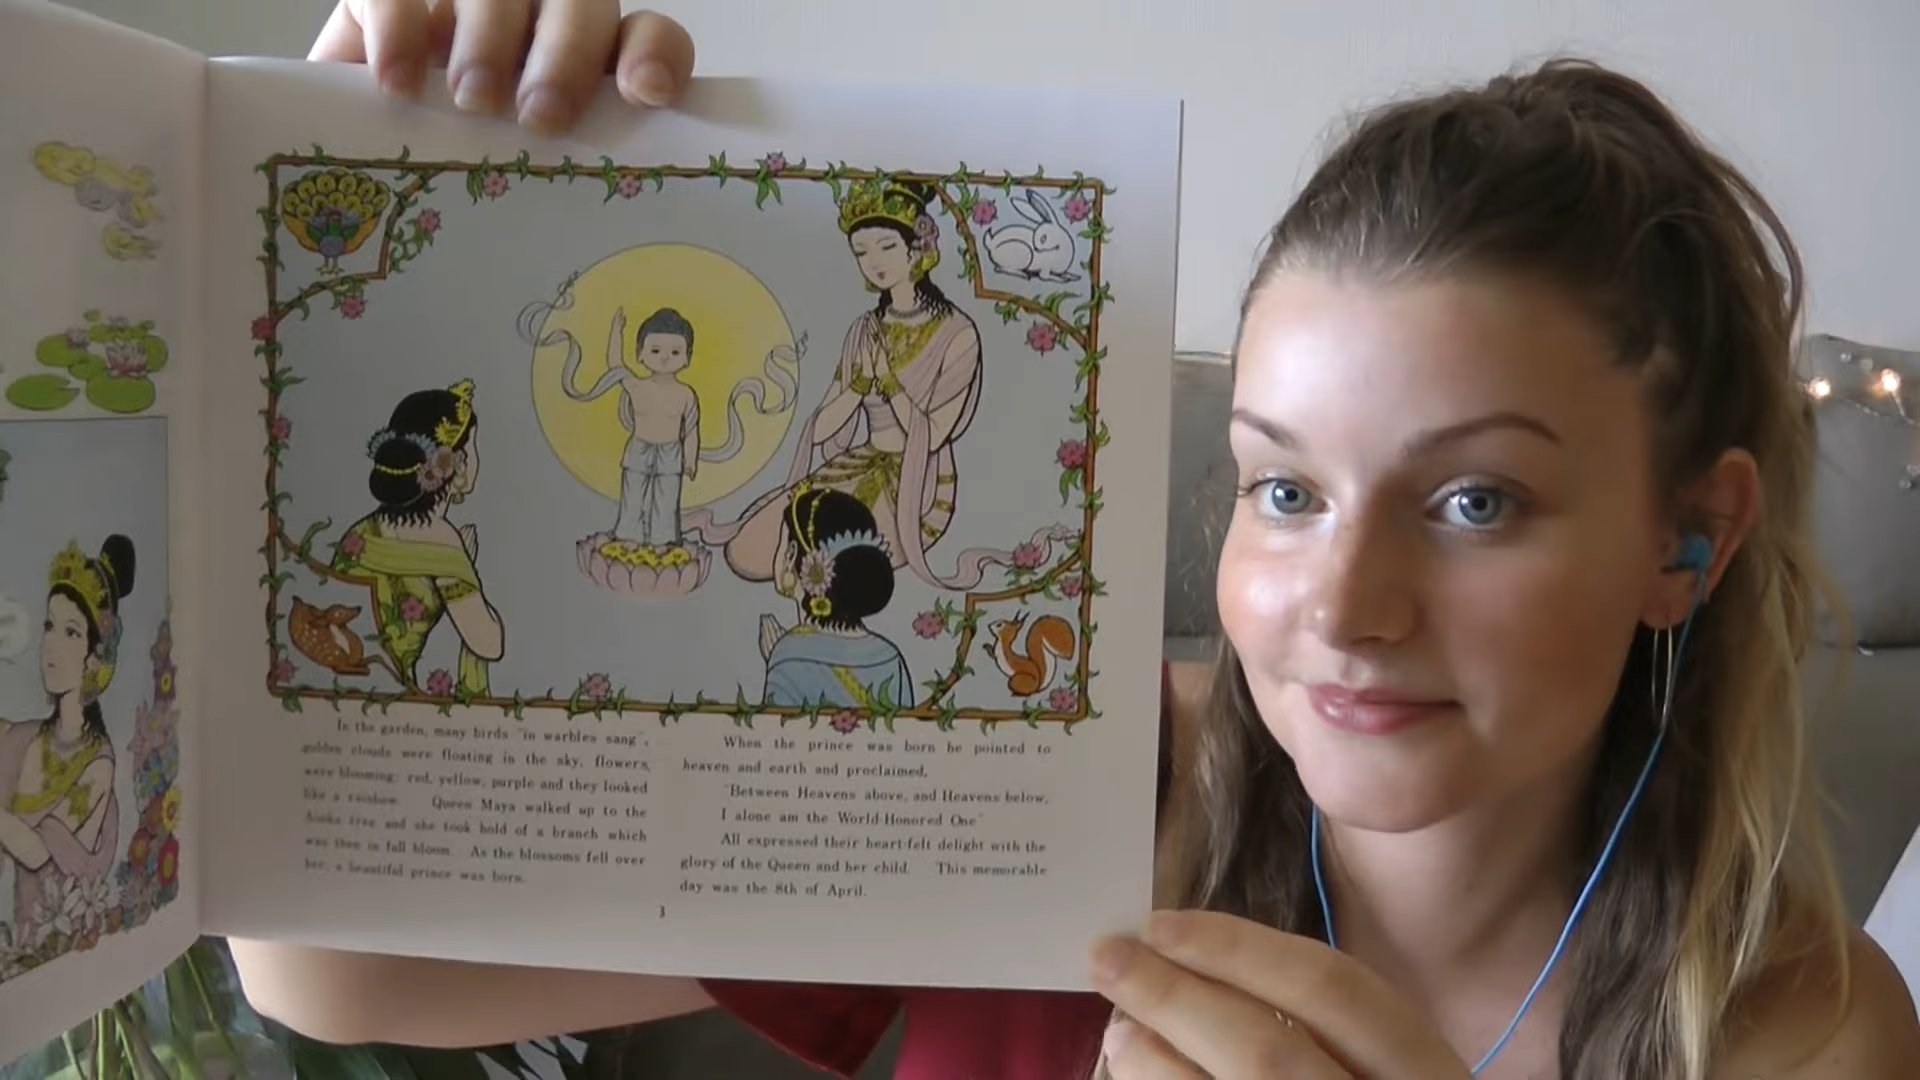 In the garden, many birds "in warbles sang",
golden clouds were floating in the sky, flowers,
were blooming: red, yellow, purple and they looked
like a rainbow. Queen Maya walked up to the
tree and she took hold of a branch which
was then in full bloom. As the blossoms fell over
her, a beautiful prince was born.
When the prince was born he pointed to
heaven and earth and proclaimed,
"Between Heavens above, and Heavens below,
I alone am the World-Honored One"
All expressed their heart-felt delight with the
glory of the Queen and her child. This memorable
day was the 8th of April.
3